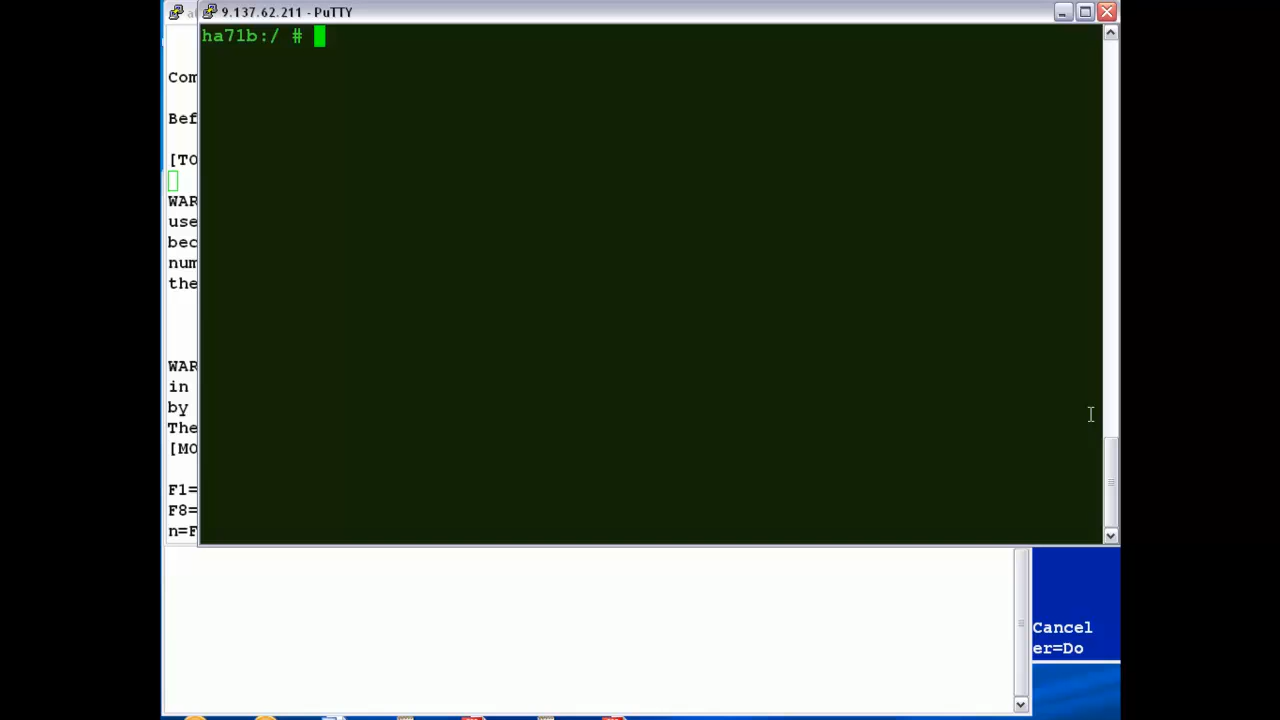 9.137.62.211 - PuTTY
ha71b:/ #
Com
Bef
[TO
WAR
use
bec
num
the
WAR
in
by
The
[MO
F1=
F8=
n=F
Cancel
er=Do